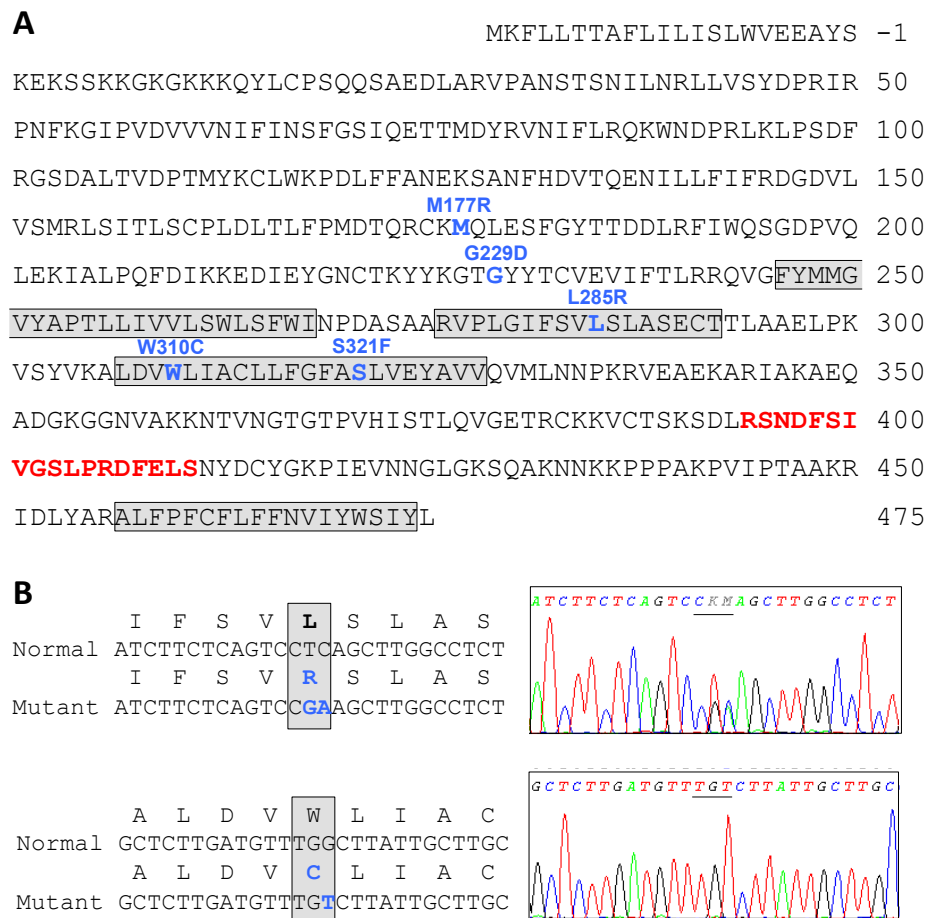 A
MKFLLTTAFLILISLWVEEAYS -1
KEKSSKKGKGKKKQYLCPSQQSAEDLARVPANSTSNILNRLLVSYDPRIR 50
PNFKGIPVDVVVNIFINSFGSIQETTMDYRVNIFLRQKWNDPRLKLPSDF 100
RGSDALTVDPTMYKCLWKPDLFFANEKSANFHDVTQENILLFIFRDGDVL 150
VSMRLSITLSCPLDLTLFPMDTQRCKMQLESFGYTTDDLRFIWQSGDPVQ 200
M177R
LEKIALPQFDIKKEDIEYGNCTKYYKGTGYYTCVEVIFTLRRQVGFYMMG 250
G229D
VYAPTLLIVVLSWLSFWINPDASAARVPLGIFSVLSLASECTTLAAELPK 300
L285R
VSYVKALDVWLIACLLFGFASLVEYAVVQVMLNNPKRVEAEKARIAKAEQ 350
W310C S321F
ADGKGGNVAKKNTVNGTGTPVHISTLQVGETRCKKVCTSKSDLRSNDFSI 400
VGSLPRDFELSNYDCYGKPIEVNNGLGKSQAKNNKKPPPAKPVIPTAAKR 450
IDLYARALFPFCFLFFNVIYWSIYL 475
B
I F S V L S L A S
Normal ATCTTCTCAGTCCTCAGCTTGGCCTCT
I F S V R S L A S
Mutant ATCTTCTCAGTCCGAAGCTTGGCCTCT
ATCTTCTCAGTCCKMAGCTTGGCCTCT
A L D V W L I A C
Normal GCTCTTGATGTTTGGCTTATTGCTTGC
A L D V C L I A C
Mutant GCTCTTGATGTTTGTCTTATTGCTTGC
GCTCTTGATGTTTGTCTTATTGCTTGC